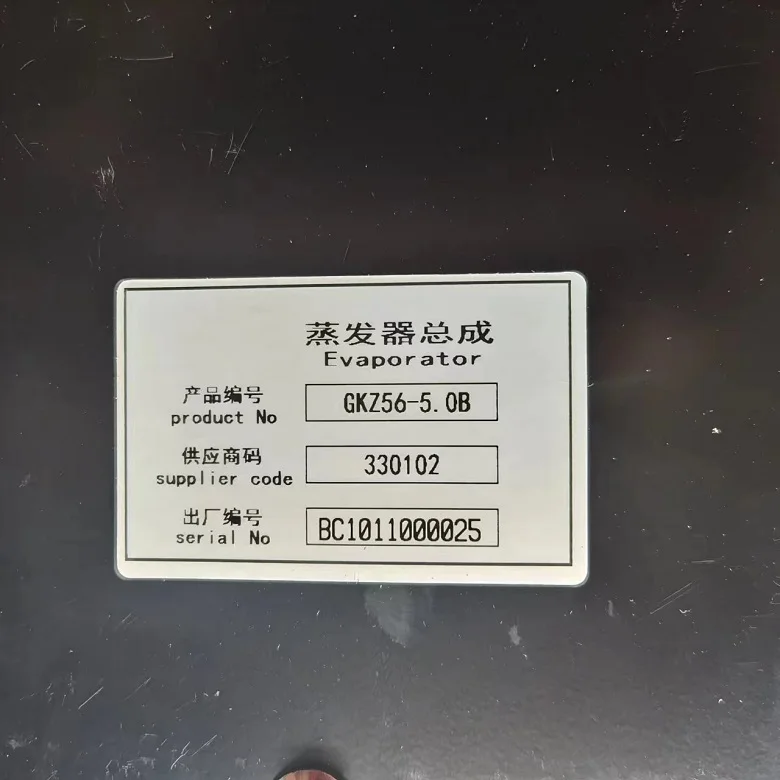 蒸发器总成
Evaporator
产品编号 GKZ56-5.0B
product No
供应商码 330102
supplier code
出厂编号 BC1011000025
serial No